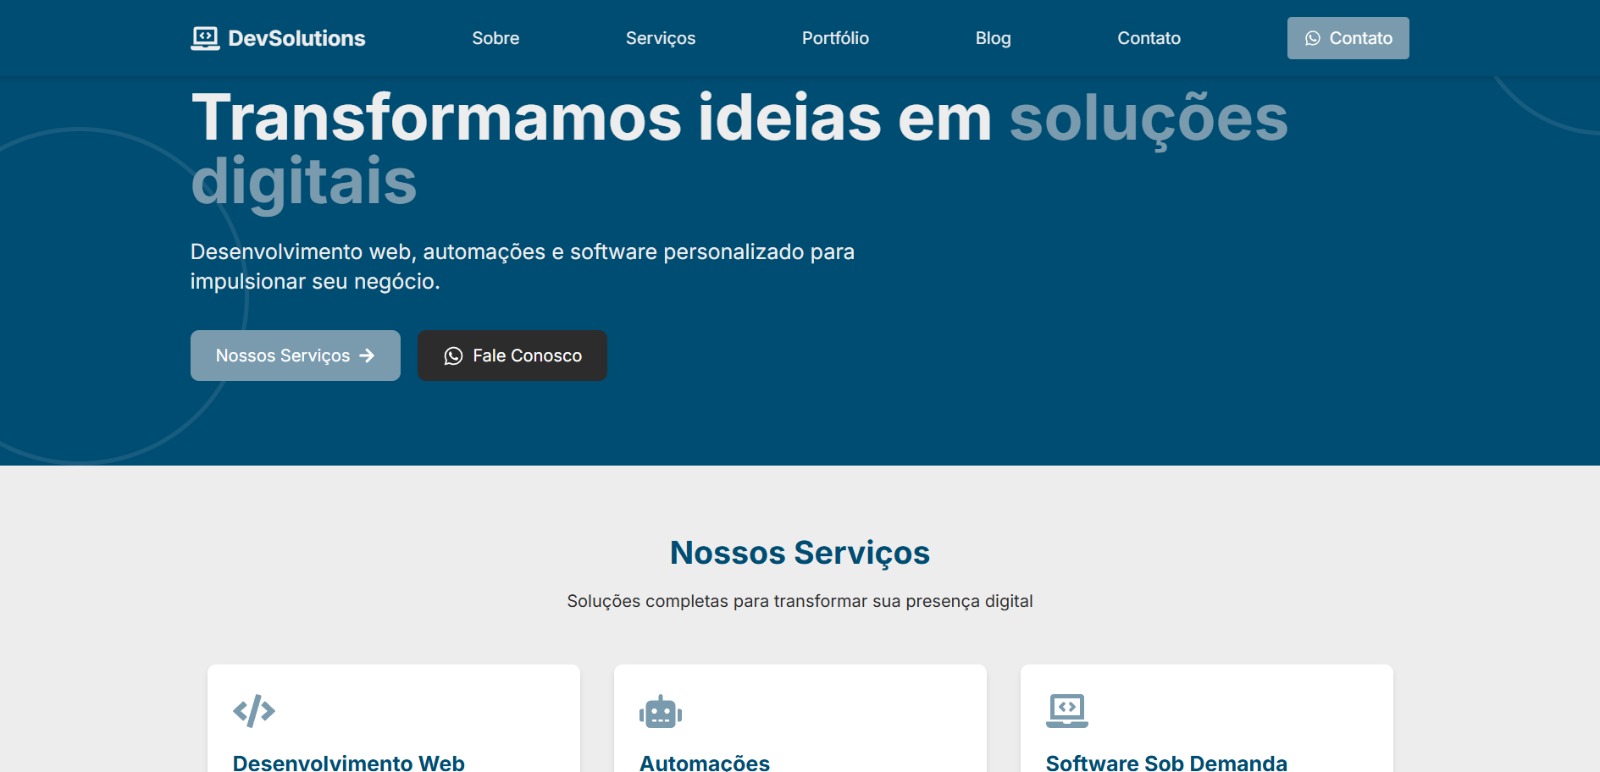 DevSolutions
Sobre
Serviços
Portfólio
Blog
Contato
Contato
Transformamos ideias em soluções
digitais
Desenvolvimento web, automações e software personalizado para
impulsionar seu negócio.
Nossos Serviços
Fale Conosco
Nossos Serviços
Soluções completas para transformar sua presença digital
Desenvolvimento Web
Automações
Software Sob Demanda